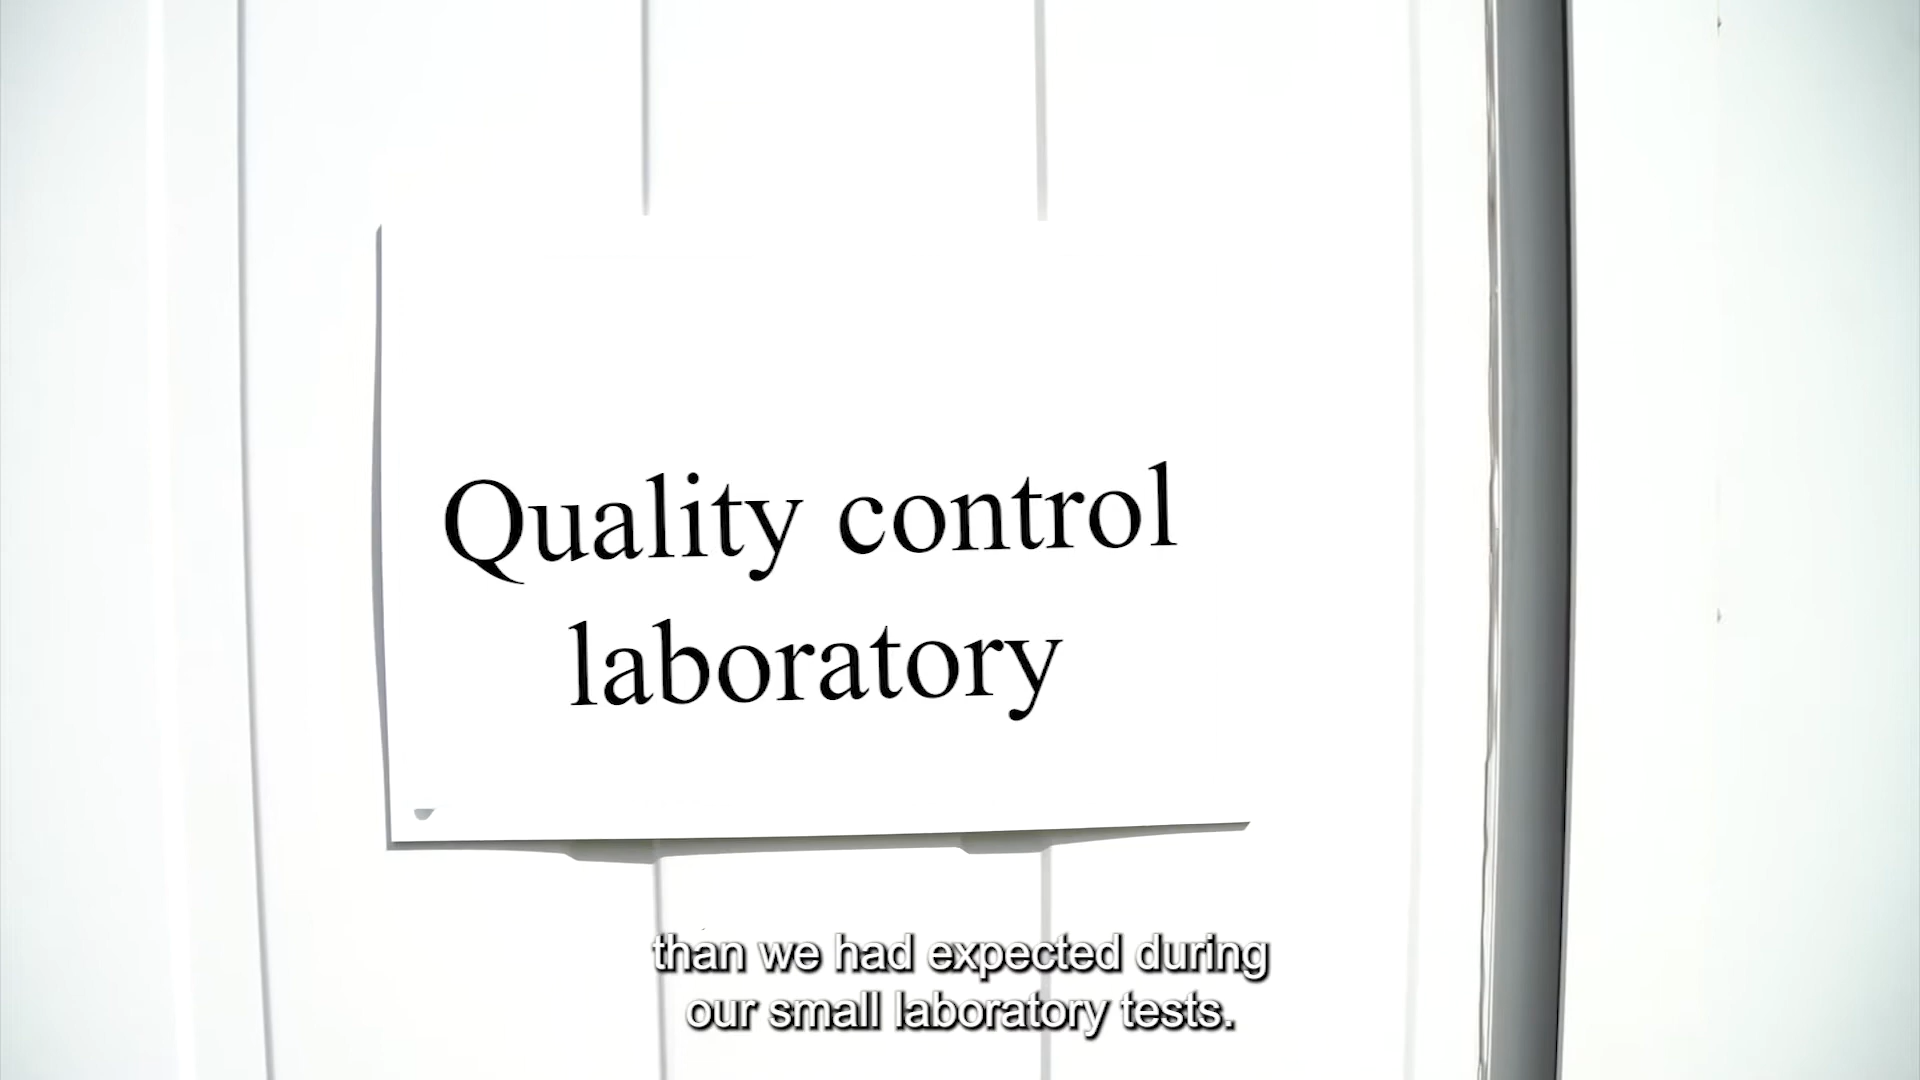 Quality control
laboratory
than we had expected during
our small laboratory tests.